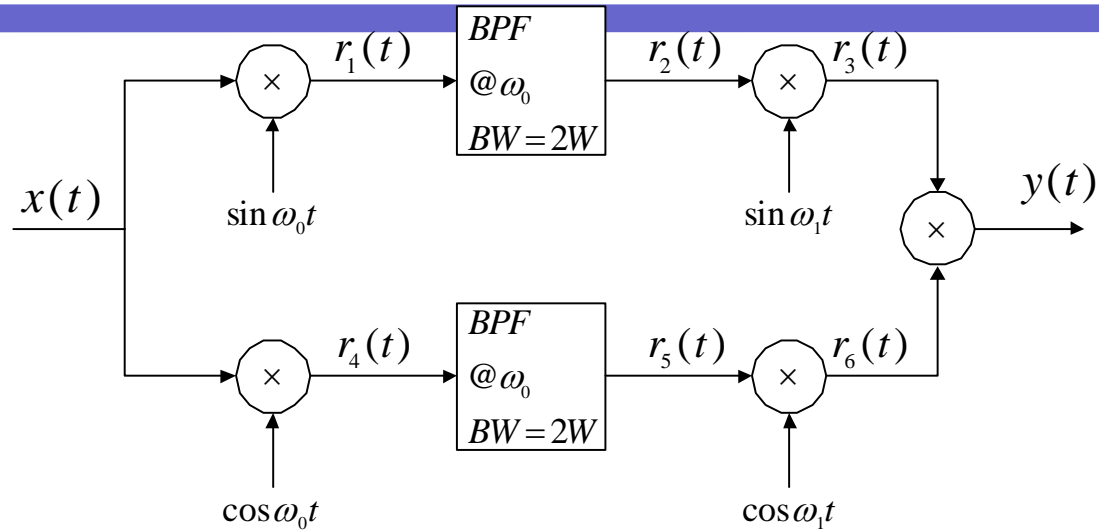 r₁(t)
BPF
@ω₀
BW=2W
r₂(t)
r₃(t)
×
×
sin ω₀t
sin ω₁t
x(t)
×
y(t)
r₄(t)
BPF
@ω₀
BW=2W
r₅(t)
r₆(t)
×
×
cos ω₀t
cos ω₁t